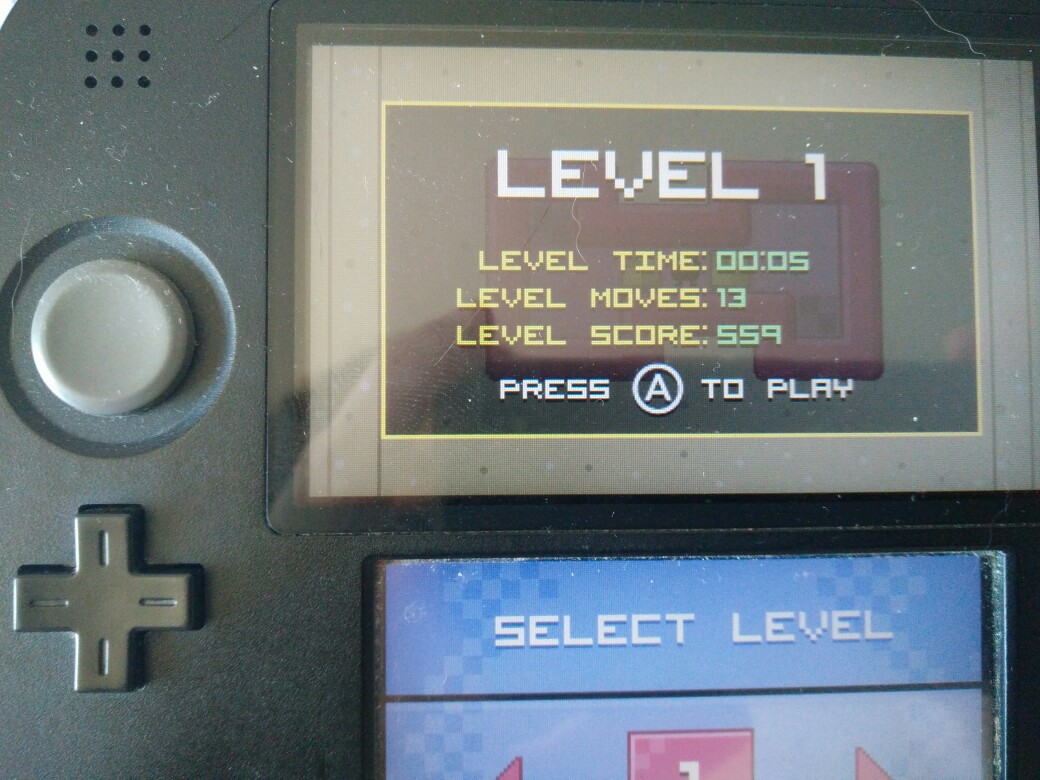 LEVEL 1
LEVEL TIME: 00:05
LEVEL MOVES: 13
LEVEL SCORE: 559
PRESS A TO PLAY
SELECT LEVEL
1